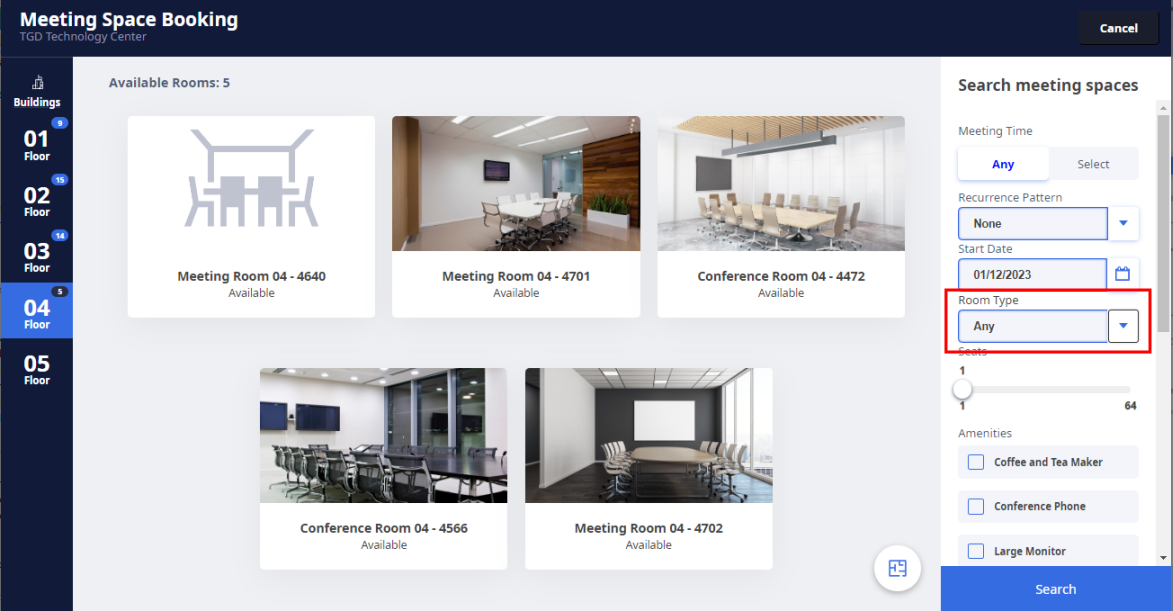 Meeting Space Booking
TGD Technology Center
Cancel
Buildings
9
01
Floor
15
02
Floor
14
03
Floor
5
04
Floor
05
Floor
Available Rooms: 5
Meeting Room 04 - 4640
Available
Meeting Room 04 - 4701
Available
Conference Room 04 - 4472
Available
Conference Room 04 - 4566
Available
Meeting Room 04 - 4702
Available
Search meeting spaces
Meeting Time
Any
Select
Recurrence Pattern
None
Start Date
01/12/2023
Room Type
Any
Seats
1
1
64
Amenities
Coffee and Tea Maker
Conference Phone
Large Monitor
Search